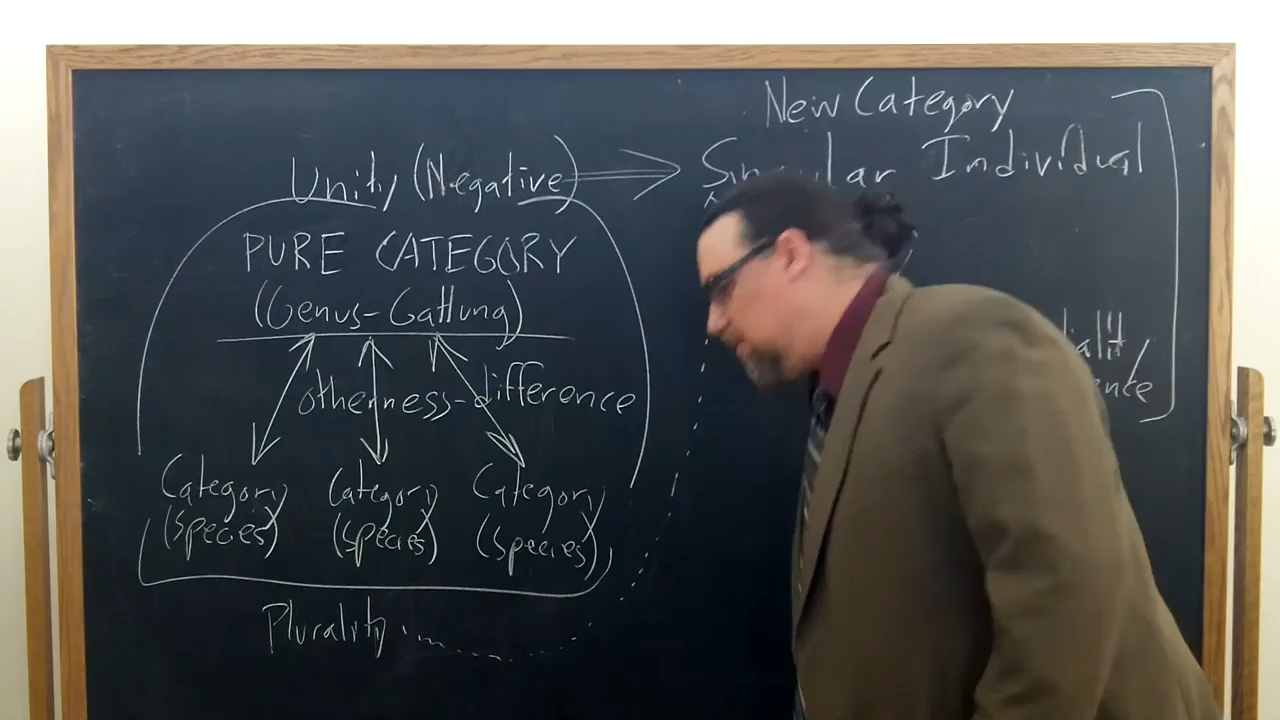 New Category
Singular Individual
Unity (Negative)
PURE CATEGORY
(Genus-Gattung)
otherness-difference
Category Category Category
(Species) (Species) (Species)
Plurality